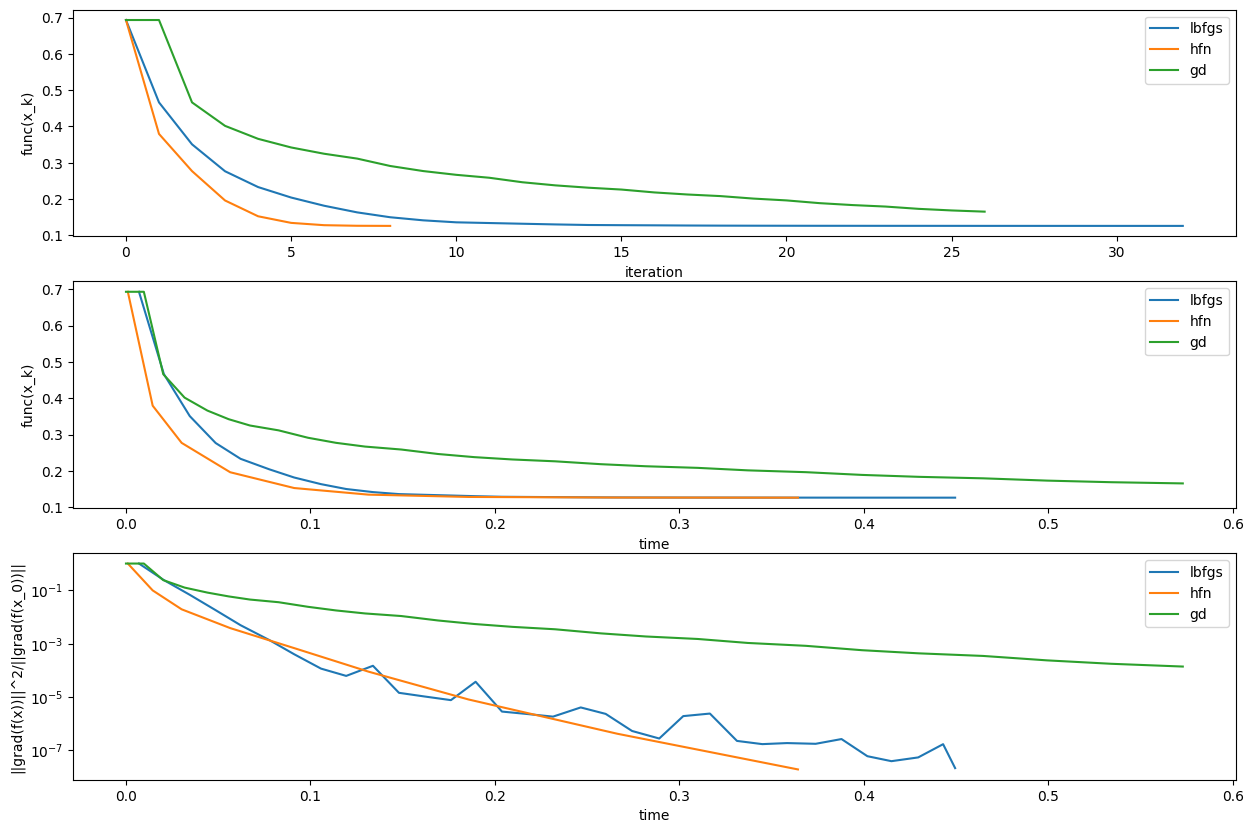 0.7
0.6
0.5
0.4
0.3
0.2
0.1
func(x_k)
lbfgs
hfn
gd
0 5 10 15 20 25 30
iteration
0.7
0.6
0.5
0.4
0.3
0.2
0.1
func(x_k)
lbfgs
hfn
gd
0.0 0.1 0.2 0.3 0.4 0.5 0.6
time
10⁻¹
10⁻³
10⁻⁵
10⁻⁷
||grad(f(x))||^2/||grad(f(x_0))||
lbfgs
hfn
gd
0.0 0.1 0.2 0.3 0.4 0.5 0.6
time